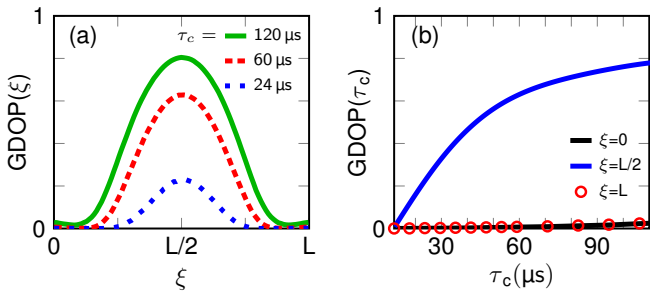 (a)
τc =
120 μs
60 μs
24 μs
GDOP(ξ)
1
0
0
L/2
L
ξ
(b)
GDOP(τc)
1
0
30
60
90
τc(μs)
ξ=0
ξ=L/2
ξ=L